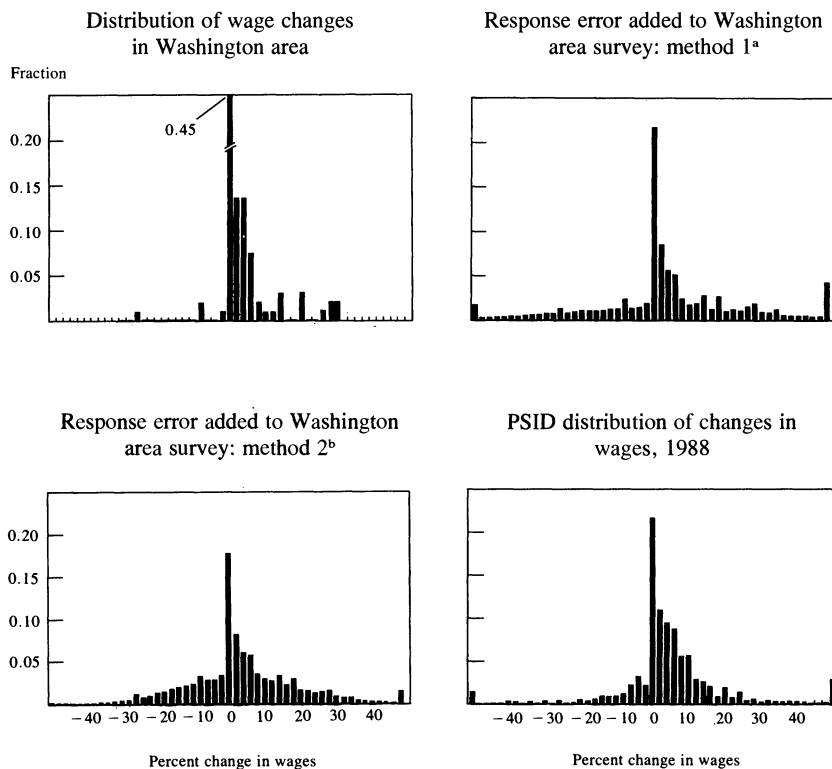 Distribution of wage changes
in Washington area
Response error added to Washington
area survey: method 1ᵃ
Fraction
0.45
0.20
0.15
0.10
0.05
Response error added to Washington
area survey: method 2ᵇ
PSID distribution of changes in
wages, 1988
0.20
0.15
0.10
0.05
−40 −30 −20 −10 0 10 20 30 40
−40 −30 −20 −10 0 10 20 30 40
Percent change in wages
Percent change in wages